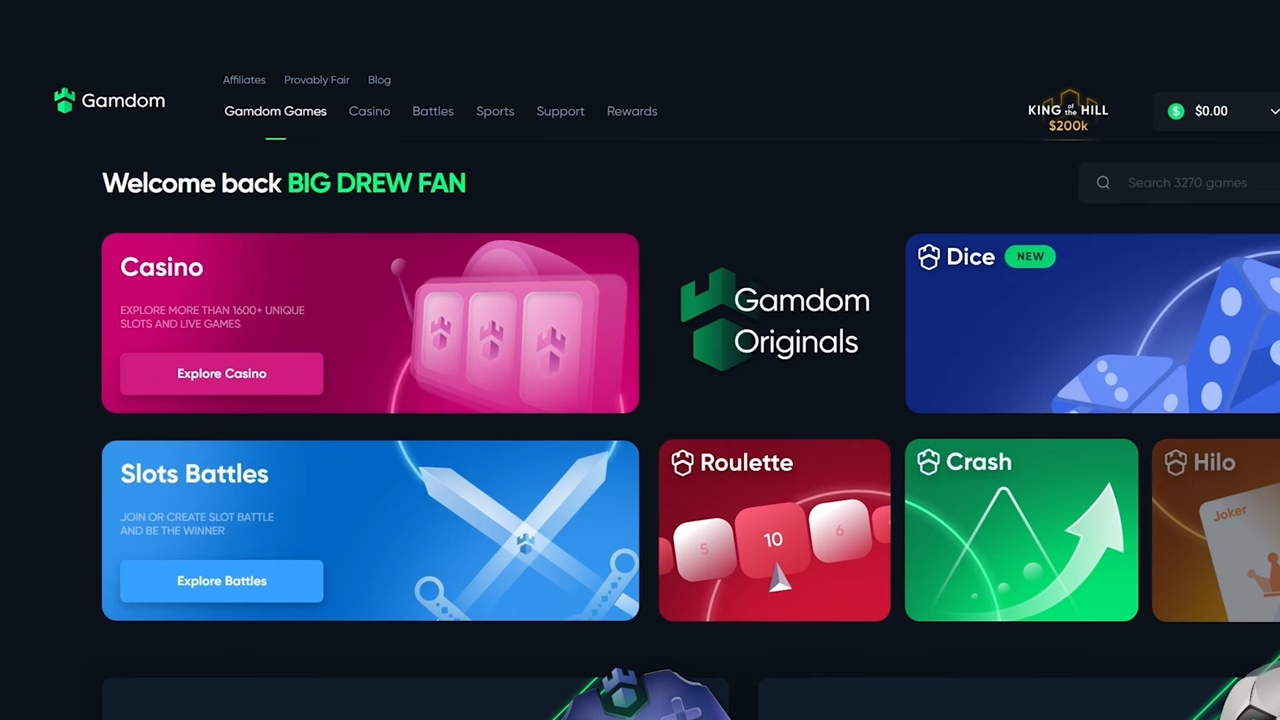 Affiliates Provably Fair Blog
Gamdom
Gamdom Games Casino Battles Sports Support Rewards
KING of the HILL
$200k
$ $0.00
Welcome back BIG DREW FAN
Search 3270 games
Casino
EXPLORE MORE THAN 1600+ UNIQUE
SLOTS AND LIVE GAMES
Explore Casino
Gamdom
Originals
Dice NEW
Slots Battles
JOIN OR CREATE SLOT BATTLE
AND BE THE WINNER
Explore Battles
Roulette
5 10 6
Crash
Hilo
Joker